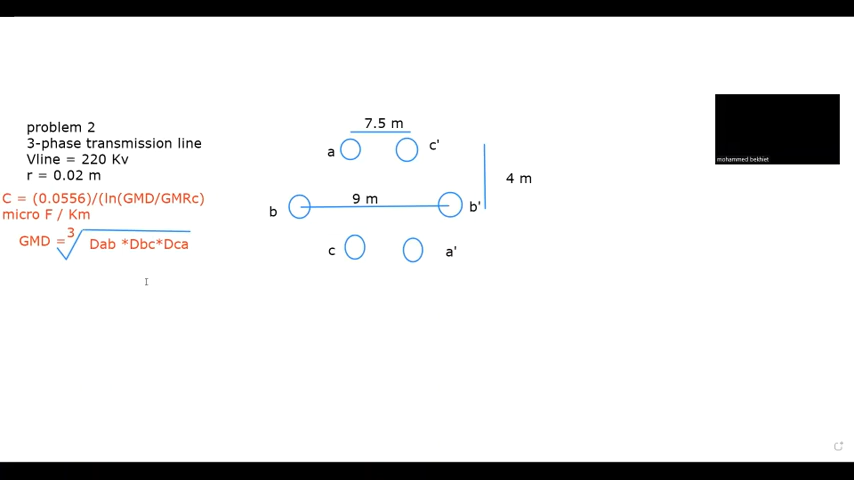 problem 2
3-phase transmission line
Vline = 220 Kv
r = 0.02 m
C = (0.0556)/(ln(GMD/GMRc)
micro F / Km
GMD = 3 Dab *Dbc*Dca
7.5 m
a
c'
4 m
9 m
b
b'
c
a'
mohammed bekhiet